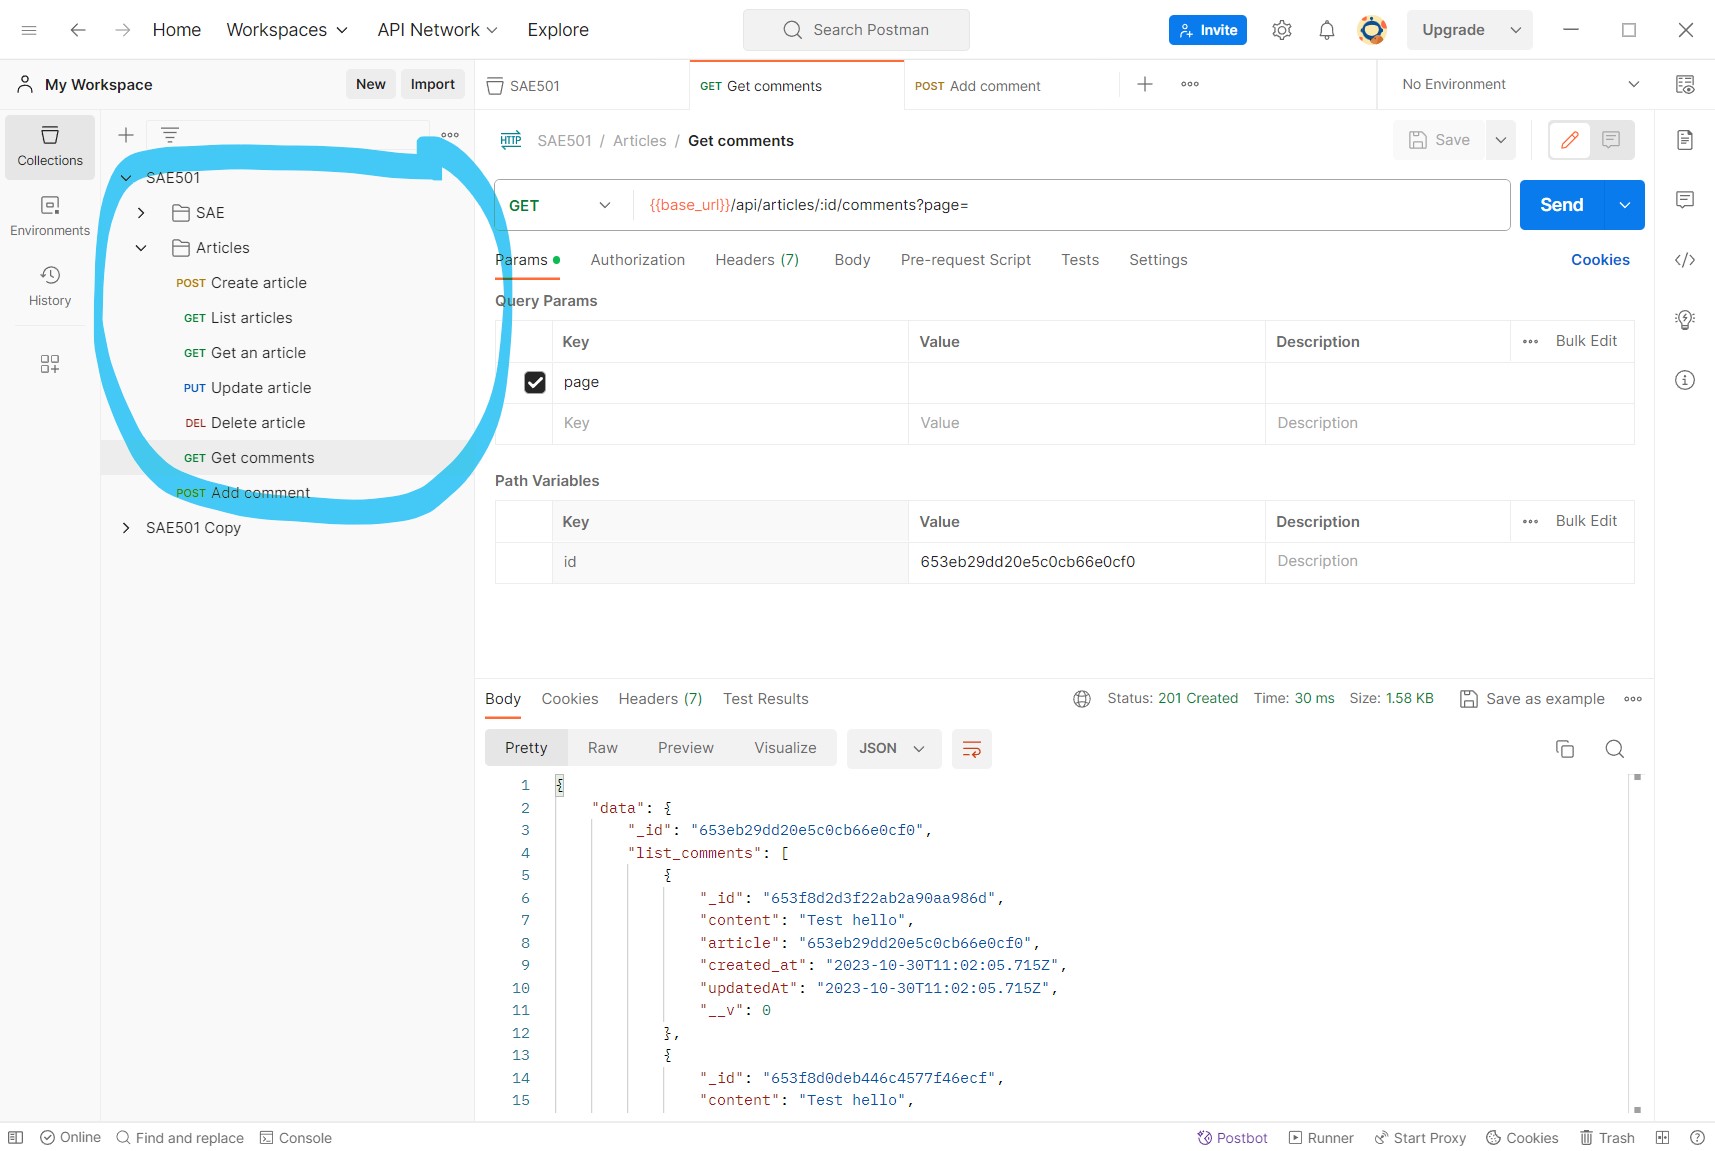 Home Workspaces API Network Explore Search Postman Invite Upgrade
My Workspace New Import SAE501 GET Get comments POST Add comment No Environment
Collections
Environments
History
SAE501
SAE
Articles
POST Create article
GET List articles
GET Get an article
PUT Update article
DEL Delete article
GET Get comments
POST Add comment
SAE501 Copy
HTTP SAE501 / Articles / Get comments Save
GET {{base_url}}/api/articles/:id/comments?page= Send
Params Authorization Headers (7) Body Pre-request Script Tests Settings Cookies
Query Params
Key Value Description Bulk Edit
page
Key Value Description
Path Variables
Key Value Description Bulk Edit
id 653eb29dd20e5c0cb66e0cf0 Description
Body Cookies Headers (7) Test Results Status: 201 Created Time: 30 ms Size: 1.58 KB Save as example
Pretty Raw Preview Visualize JSON
1 {
2 "data": {
3 "_id": "653eb29dd20e5c0cb66e0cf0",
4 "list_comments": [
5 {
6 "_id": "653f8d2d3f22ab2a90aa986d",
7 "content": "Test hello",
8 "article": "653eb29dd20e5c0cb66e0cf0",
9 "created_at": "2023-10-30T11:02:05.715Z",
10 "updatedAt": "2023-10-30T11:02:05.715Z",
11 "__v": 0
12 },
13 {
14 "_id": "653f8d0deb446c4577f46ecf",
15 "content": "Test hello",
Online Find and replace Console Postbot Runner Start Proxy Cookies Trash